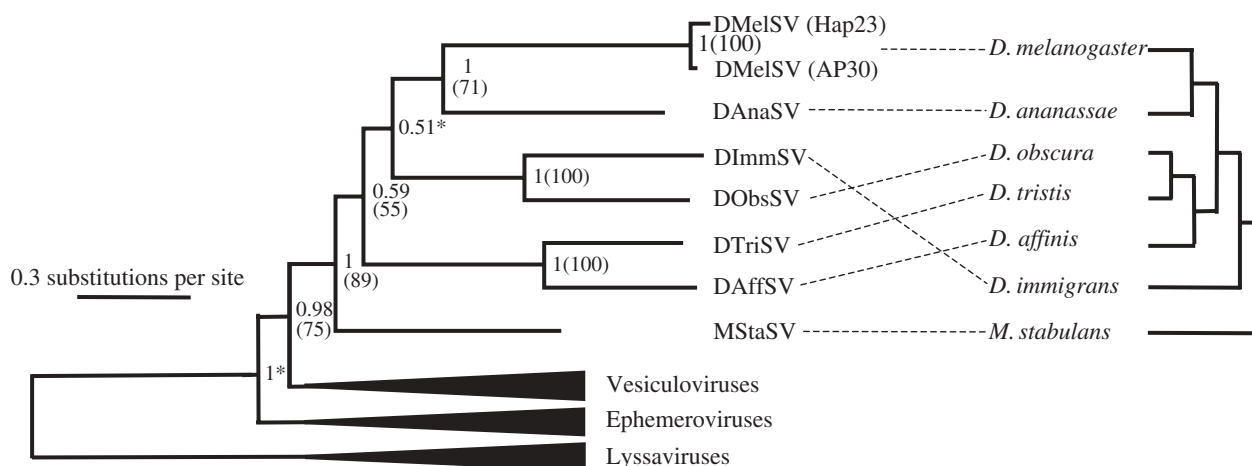 DMelSV (Hap23)
1(100)
D. melanogaster
DMelSV (AP30)
1
(71)
DAnaSV
D. ananassae
0.51*
DImmSV
D. obscura
1(100)
0.59
(55)
DObsSV
D. tristis
DTriSV
D. affinis
1(100)
1
(89)
0.3 substitutions per site
DAffSV
D. immigrans
0.98
(75)
MStaSV
M. stabulans
1*
Vesiculoviruses
Ephemeroviruses
Lyssaviruses